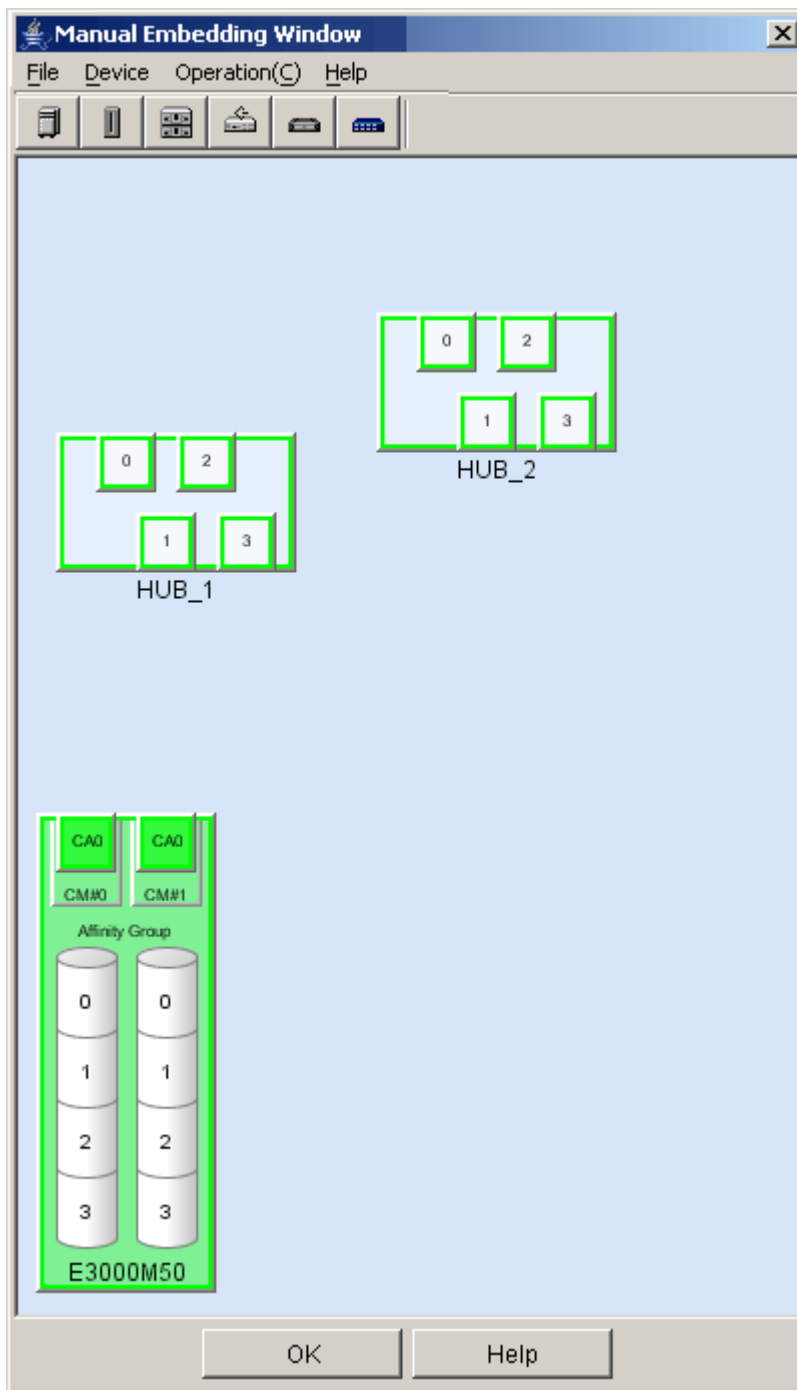 Manual Embedding Window
File Device Operation(C) Help
0 2
1 3
HUB_2
0 2
1 3
HUB_1
CA0 CA0
CM#0 CM#1
Affinity Group
0 0
1 1
2 2
3 3
E3000M50
OK Help